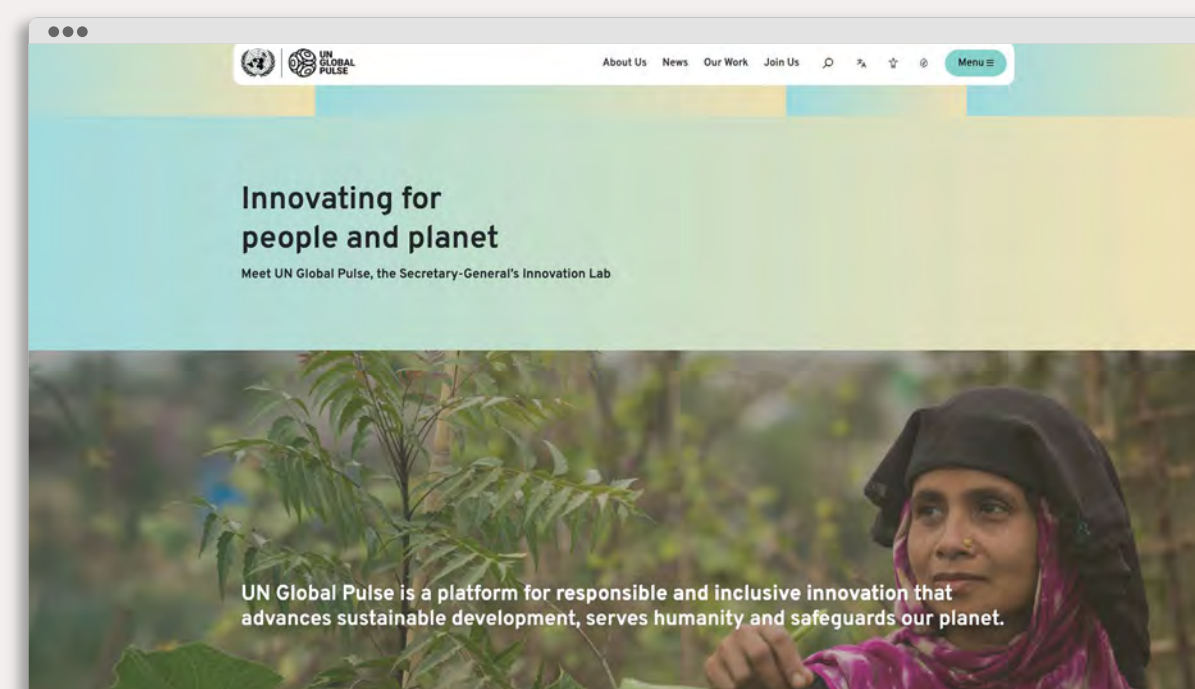 UN
GLOBAL
PULSE
About Us News Our Work Join Us Menu
Innovating for
people and planet
Meet UN Global Pulse, the Secretary-General's Innovation Lab
UN Global Pulse is a platform for responsible and inclusive innovation that
advances sustainable development, serves humanity and safeguards our planet.